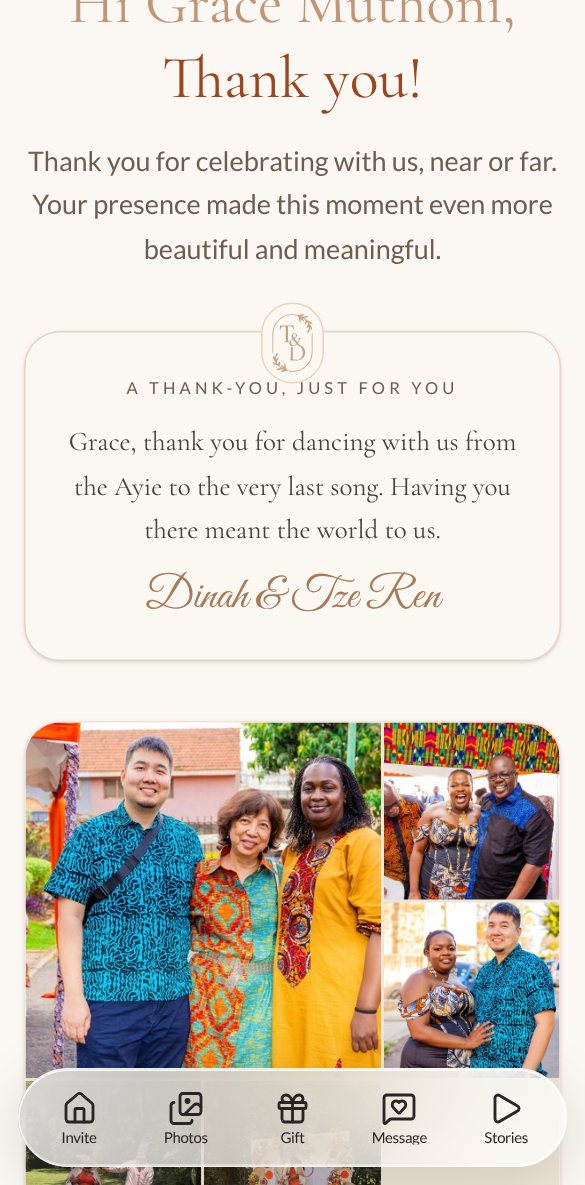 Hi Grace Muthoni,
Thank you!
Thank you for celebrating with us, near or far.
Your presence made this moment even more
beautiful and meaningful.
T&D
A THANK-YOU, JUST FOR YOU
Grace, thank you for dancing with us from
the Ayie to the very last song. Having you
there meant the world to us.
Dinah & Tze Ren
Invite
Photos
Gift
Message
Stories